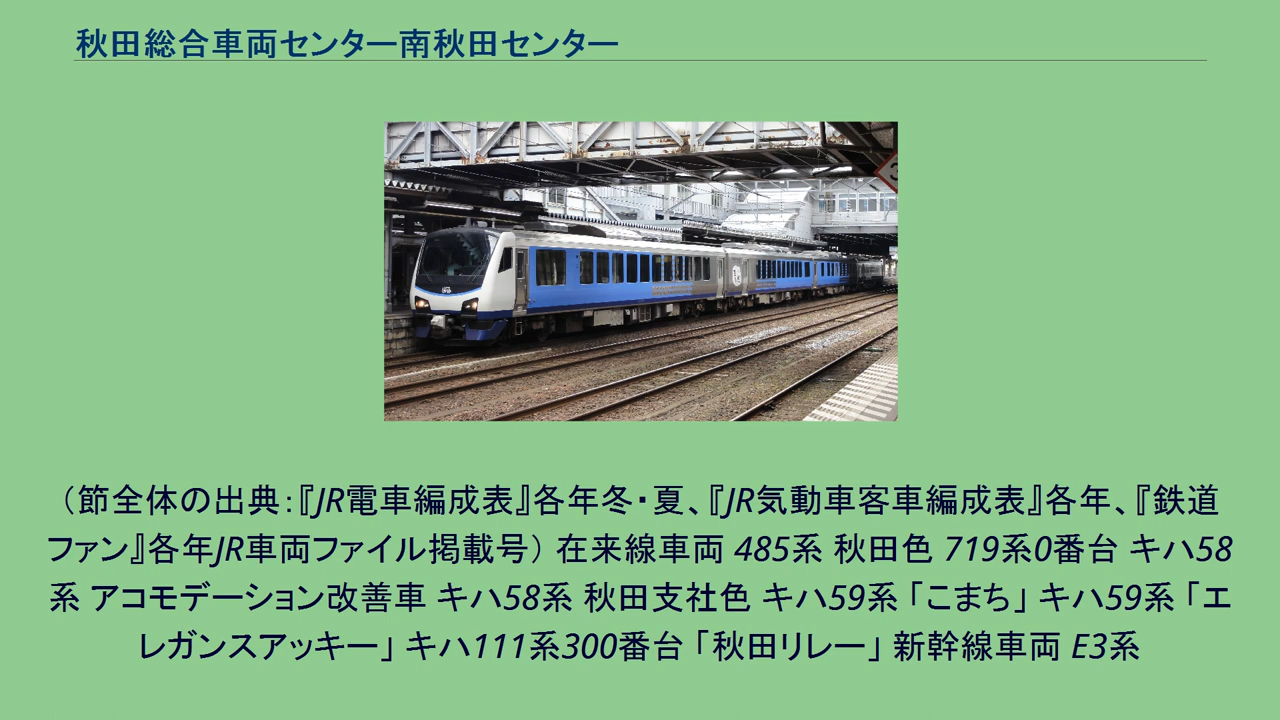 秋田総合車両センター南秋田センター
（節全体の出典：『JR電車編成表』各年冬・夏、『JR気動車客車編成表』各年、『鉄道
ファン』各年JR車両ファイル掲載号） 在来線車両 485系 秋田色 719系0番台 キハ58
系 アコモデーション改善車 キハ58系 秋田支社色 キハ59系 「こまち」 キハ59系 「エ
レガンスアッキー」 キハ111系300番台 「秋田リレー」 新幹線車両 E3系